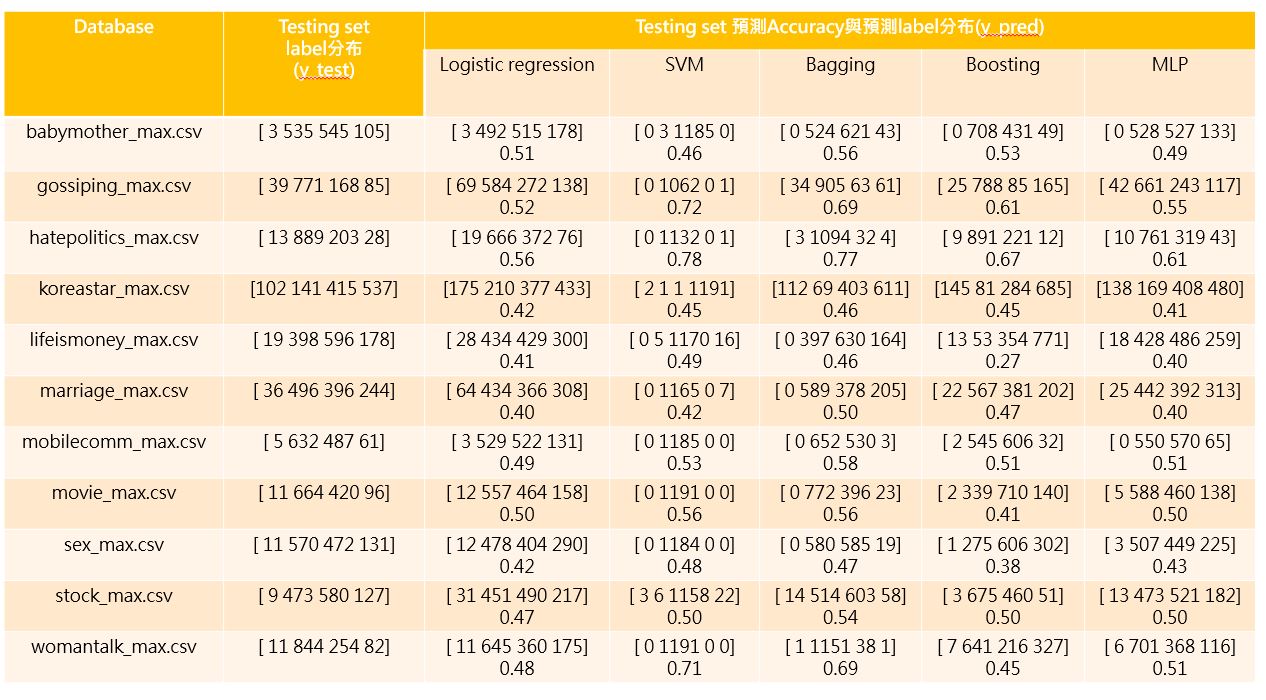 Database
Testing set
label分布
(y_test)
Testing set 預測Accuracy與預測label分布(y_pred)
Logistic regression SVM Bagging Boosting MLP
babymother_max.csv [ 3 535 545 105] [ 3 492 515 178] [ 0 3 1185 0] [ 0 524 621 43] [ 0 708 431 49] [ 0 528 527 133]
0.51 0.46 0.56 0.53 0.49
gossiping_max.csv [ 39 771 168 85] [ 69 584 272 138] [ 0 1062 0 1] [ 34 905 63 61] [ 25 788 85 165] [ 42 661 243 117]
0.52 0.72 0.69 0.61 0.55
hatepolitics_max.csv [ 13 889 203 28] [ 19 666 372 76] [ 0 1132 0 1] [ 3 1094 32 4] [ 9 891 221 12] [ 10 761 319 43]
0.56 0.78 0.77 0.67 0.61
koreastar_max.csv [102 141 415 537] [175 210 377 433] [ 2 1 1 1191] [112 69 403 611] [145 81 284 685] [138 169 408 480]
0.42 0.45 0.46 0.45 0.41
lifeismoney_max.csv [ 19 398 596 178] [ 28 434 429 300] [ 0 5 1170 16] [ 0 397 630 164] [ 13 53 354 771] [ 18 428 486 259]
0.41 0.49 0.46 0.27 0.40
marriage_max.csv [ 36 496 396 244] [ 64 434 366 308] [ 0 1165 0 7] [ 0 589 378 205] [ 22 567 381 202] [ 25 442 392 313]
0.40 0.42 0.50 0.47 0.40
mobilecomm_max.csv [ 5 632 487 61] [ 3 529 522 131] [ 0 1185 0 0] [ 0 652 530 3] [ 2 545 606 32] [ 0 550 570 65]
0.49 0.53 0.58 0.51 0.51
movie_max.csv [ 11 664 420 96] [ 12 557 464 158] [ 0 1191 0 0] [ 0 772 396 23] [ 2 339 710 140] [ 5 588 460 138]
0.50 0.56 0.56 0.41 0.50
sex_max.csv [ 11 570 472 131] [ 12 478 404 290] [ 0 1184 0 0] [ 0 580 585 19] [ 1 275 606 302] [ 3 507 449 225]
0.42 0.48 0.47 0.38 0.43
stock_max.csv [ 9 473 580 127] [ 31 451 490 217] [ 3 6 1158 22] [ 14 514 603 58] [ 3 675 460 51] [ 13 473 521 182]
0.47 0.50 0.54 0.50 0.50
womantalk_max.csv [ 11 844 254 82] [ 11 645 360 175] [ 0 1191 0 0] [ 1 1151 38 1] [ 7 641 216 327] [ 6 701 368 116]
0.48 0.71 0.69 0.45 0.51